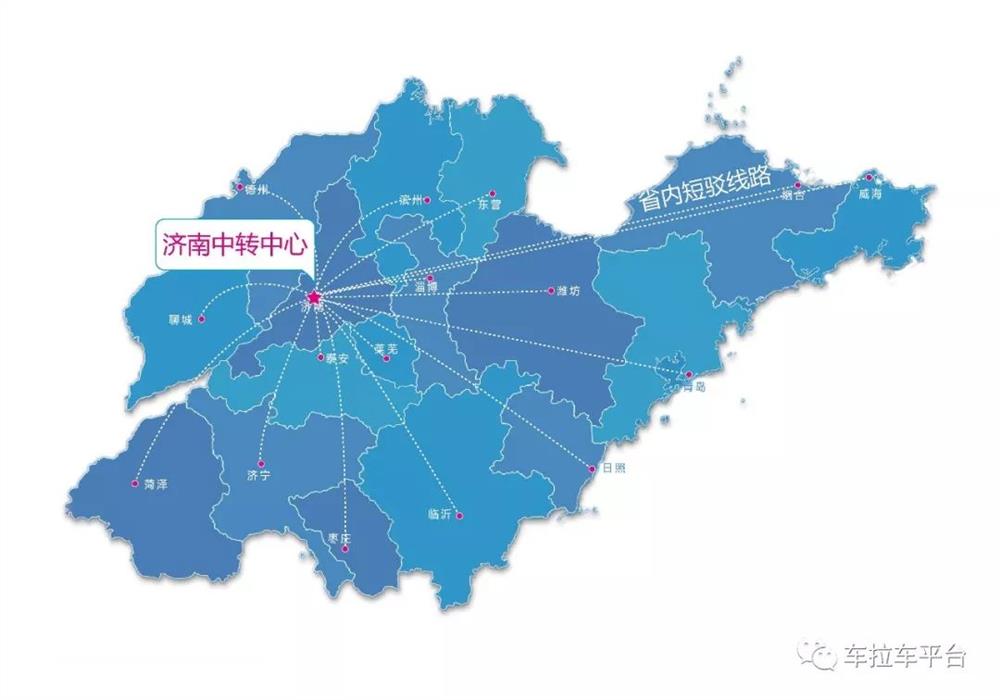 省内短驳线路
德州
滨州
东营
烟台
威海
济南中转中心
淄博
潍坊
聊城
济南
泰安
莱芜
青岛
菏泽
济宁
日照
临沂
枣庄
车拉车平台